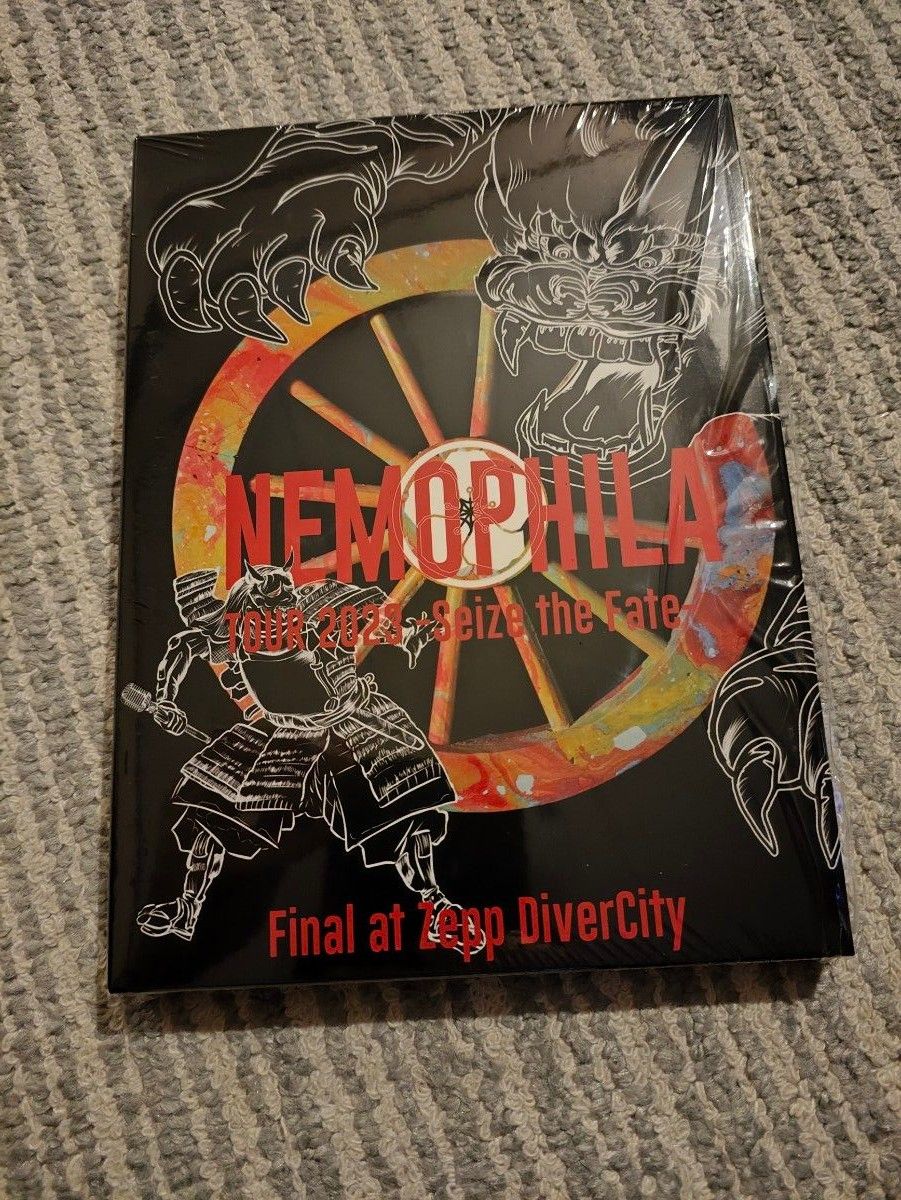 NEMOPHILA
TOUR 2023 -Seize the Fate-
Final at Zepp DiverCity